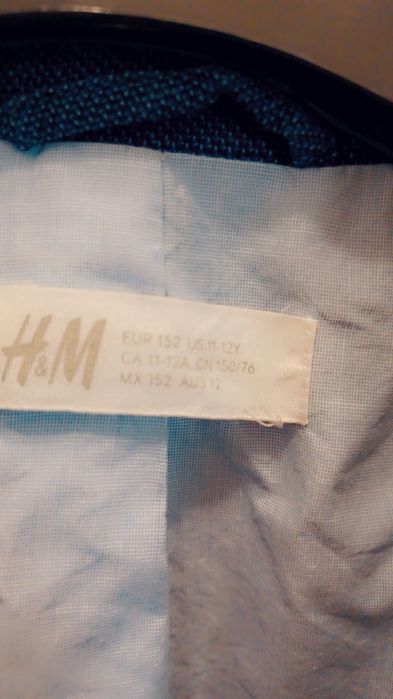 H&M
EUR 152 US 11-12Y
CA 11-12A CN 150/76
MX 152 AUS 12